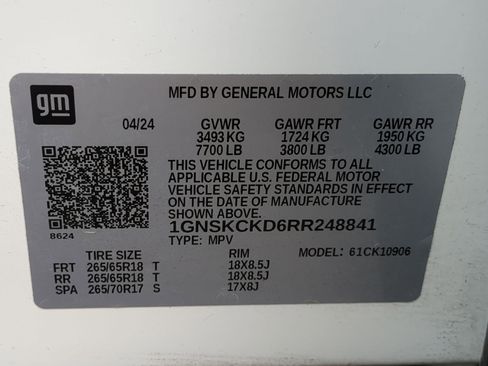 gm
MFD BY GENERAL MOTORS LLC
04/24 GVWR GAWR FRT GAWR RR
3493 KG 1724 KG 1950 KG
7700 LB 3800 LB 4300 LB
THIS VEHICLE CONFORMS TO ALL
APPLICABLE U.S. FEDERAL MOTOR
VEHICLE SAFETY STANDARDS IN EFFECT
ON THE DATE OF MANUFACTURE
SHOWN ABOVE.
8624
1GNSKCKD6RR248841
TYPE: MPV MODEL: 61CK10906
TIRE SIZE RIM
FRT 265/65R18 T 18X8.5J
RR 265/65R18 T 18X8.5J
SPA 265/70R17 S 17X8J